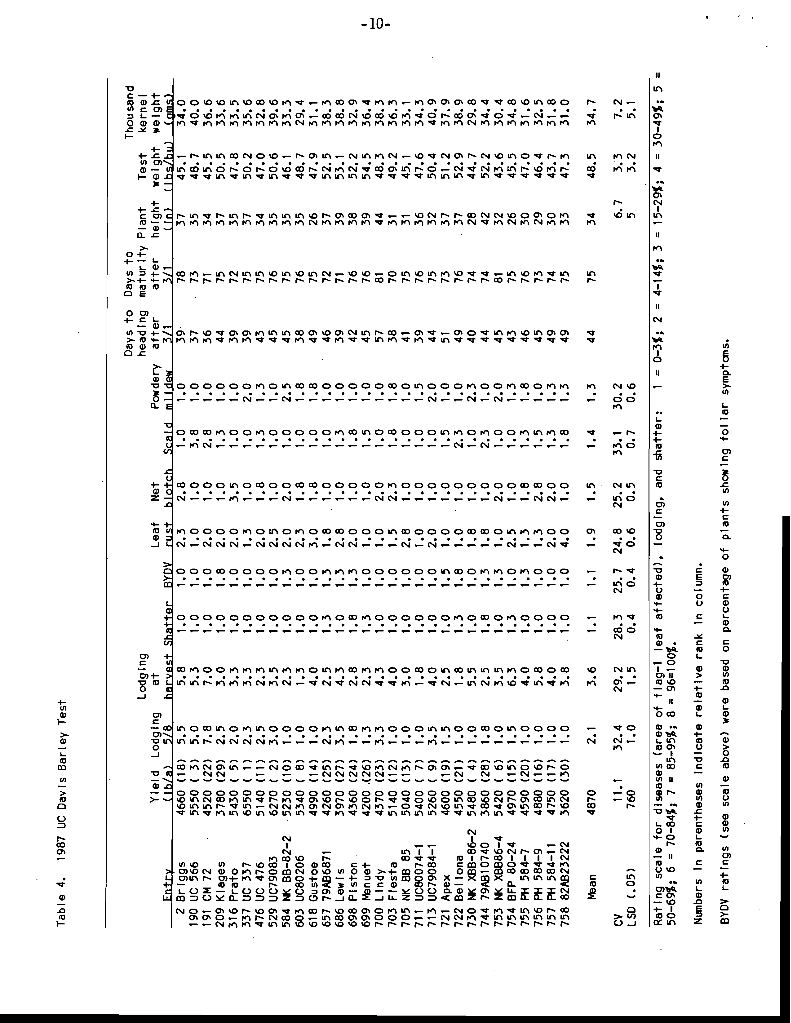 -10-
Table 4. 1987 UC Davis Barley Test
Days to Days to Thousand
Lodging heading maturity Plant Test kernel
Yield Lodging at Leaf Net Powdery after after height weight weight
Entry (lb/a) 5/8 harvest Shatter BYDV rust blotch Scald mildew 3/1 3/1 (in) (lbs/bu) (gms)
2 Briggs 4660 (18) 5.5 5.8 1.0 1.0 2.3 2.8 1.0 1.0 39 78 37 45.1 34.0
190 UC 566 5550 ( 3) 5.0 5.3 1.0 1.0 1.0 1.0 3.8 1.0 37 73 35 48.7 40.0
191 CM 72 4520 (22) 7.8 7.0 1.0 1.0 2.0 1.0 2.8 1.0 36 71 34 45.5 36.6
209 Klages 3780 (29) 2.5 3.0 1.0 1.8 2.0 1.0 1.3 1.0 44 75 37 50.5 33.6
316 Prato 5430 ( 5) 2.0 3.3 1.0 1.0 2.0 3.5 1.0 1.0 39 72 35 47.8 33.5
337 UC 337 6550 ( 1) 2.3 3.3 1.0 1.0 1.3 1.0 1.0 2.0 39 75 37 50.2 35.6
476 UC 476 5140 (11) 2.5 2.3 1.0 1.0 2.0 1.8 1.3 1.3 43 75 34 47.0 32.8
529 UC79083 6270 ( 2) 3.0 3.5 1.0 1.0 2.5 1.0 1.0 1.0 45 76 35 50.6 39.6
584 NK BB-82-2 5230 (10) 1.0 2.3 1.0 1.3 2.0 2.0 1.0 2.5 45 75 35 46.1 33.3
603 UC80206 5340 ( 8) 1.0 1.3 1.0 1.0 2.3 1.8 1.0 1.8 38 76 35 48.7 29.4
618 Gustoe 4990 (14) 1.0 4.0 1.0 1.0 3.0 1.8 1.0 1.8 49 75 26 47.9 31.1
657 79AB6871 4260 (25) 2.3 2.5 1.3 1.3 1.8 1.0 1.0 1.0 46 72 37 52.5 38.3
686 Lewis 3970 (27) 3.5 4.3 1.0 1.3 2.8 1.0 1.3 1.0 39 71 39 53.1 38.8
698 Piston 4360 (24) 1.8 2.8 1.8 1.3 2.0 1.0 1.8 1.0 42 76 38 52.2 32.9
699 Menuet 4200 (26) 1.3 2.3 1.3 1.0 1.3 1.0 1.5 1.0 45 76 39 54.5 36.4
700 Lindy 4370 (23) 3.3 4.3 1.0 1.0 1.0 2.0 1.0 1.0 57 81 44 48.3 38.3
703 Fiesta 5140 (12) 1.0 4.0 1.0 1.0 1.5 2.3 1.8 1.8 38 70 31 49.2 36.3
705 NK BB 85 5040 (13) 1.0 3.0 1.0 1.0 2.8 1.0 1.0 1.0 41 75 31 45.1 33.1
711 UC80074-1 5400 ( 7) 1.0 1.8 1.0 1.0 1.0 1.0 1.0 1.5 39 76 36 47.6 34.3
713 UC79084-1 5260 ( 9) 3.5 4.0 1.0 1.0 2.0 1.0 1.0 2.0 44 75 32 50.4 40.9
721 Apex 4600 (19) 1.5 2.5 1.0 1.5 1.0 1.0 1.5 1.0 51 73 37 51.2 37.9
722 Bellona 4550 (21) 1.0 1.8 1.3 1.8 1.8 1.0 2.3 1.0 49 76 37 52.9 38.9
730 NK XBB-86-2 5480 ( 4) 1.0 5.5 1.0 1.0 1.8 1.0 1.0 2.3 40 74 28 44.7 29.8
744 79AB10740 3860 (28) 1.8 2.5 1.8 1.3 1.8 1.0 2.3 1.0 44 74 42 52.2 34.4
753 NK XBB86-4 5420 ( 6) 1.0 3.5 1.0 1.3 1.0 2.0 1.0 2.0 45 81 32 43.6 30.4
754 BFP 80-24 4970 (15) 1.5 6.3 1.3 1.0 2.5 1.0 1.0 1.3 43 75 26 45.5 34.8
755 PH 584-7 4590 (20) 1.0 4.0 1.0 1.0 1.3 1.8 1.3 1.8 46 76 30 47.0 31.6
756 PH 584-9 4880 (16) 1.0 5.8 1.0 1.3 1.3 2.8 1.5 1.0 45 73 29 46.4 32.5
757 PH 584-11 4750 (17) 1.0 4.0 1.0 1.0 2.0 2.0 1.3 1.3 49 74 30 43.7 31.8
758 82AB23222 3620 (30) 1.0 3.8 1.0 1.0 4.0 1.0 1.8 1.3 49 75 33 47.3 31.0
Mean 4870 2.1 3.6 1.1 1.1 1.9 1.5 1.4 1.3 44 75 34 48.5 34.7
CV 11.1 32.4 29.2 28.3 25.7 24.8 25.2 33.1 30.2 6.7 3.3 7.2
LSD (.05) 760 1.0 1.5 0.4 0.4 0.6 0.5 0.7 0.6 5 3.2 5.1
Rating scale for diseases (area of flag-1 leaf affected), lodging, and shatter: 1 = 0-3%; 2 = 4-14%; 3 = 15-29%; 4 = 30-49%; 5 =
50-69%; 6 = 70-84%; 7 = 85-95%; 8 = 96=100%.
Numbers in parentheses indicate relative rank in column.
BYDV ratings (see scale above) were based on percentage of plants showing foliar symptoms.